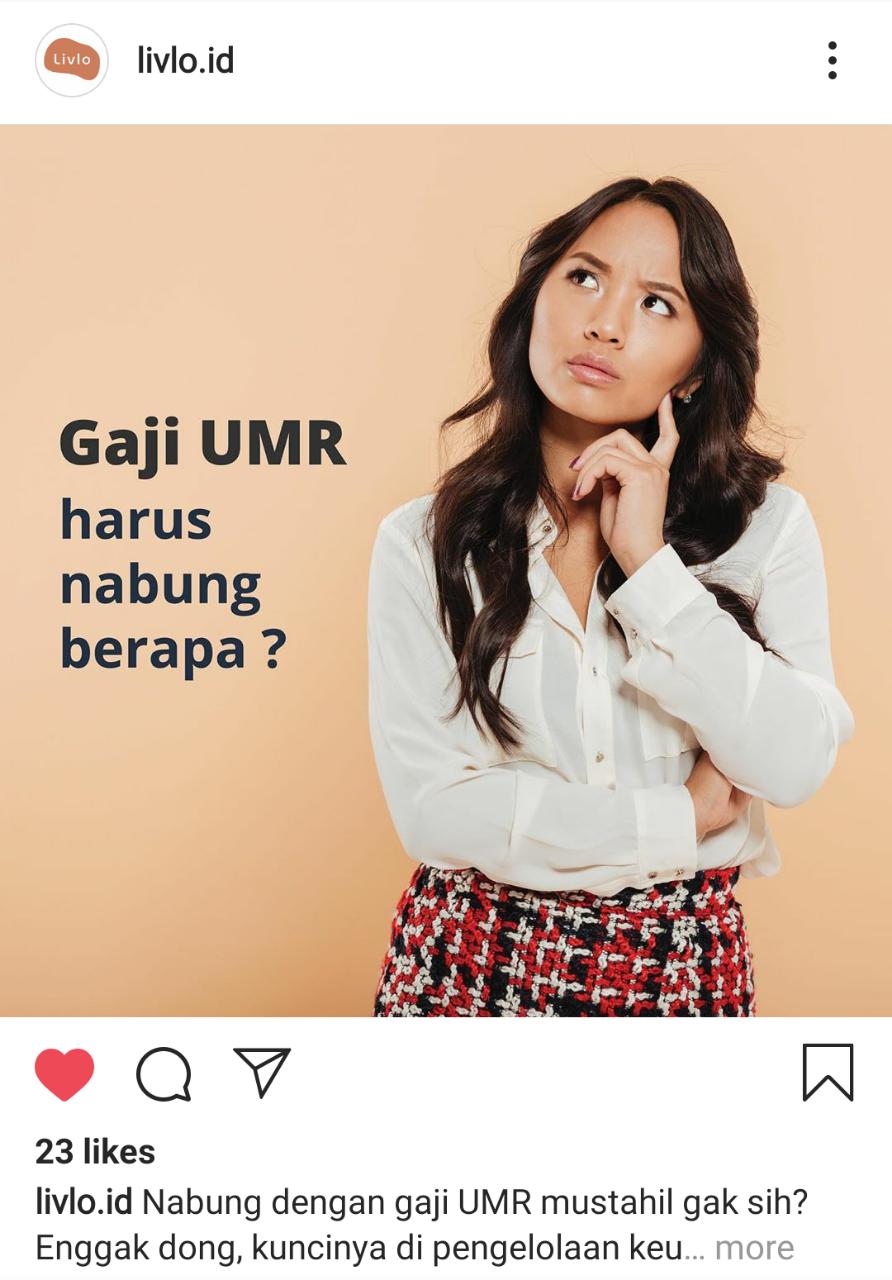 Livlo
livlo.id
Gaji UMR
harus
nabung
berapa ?
23 likes
livlo.id Nabung dengan gaji UMR mustahil gak sih?
Enggak dong, kuncinya di pengelolaan keu... more